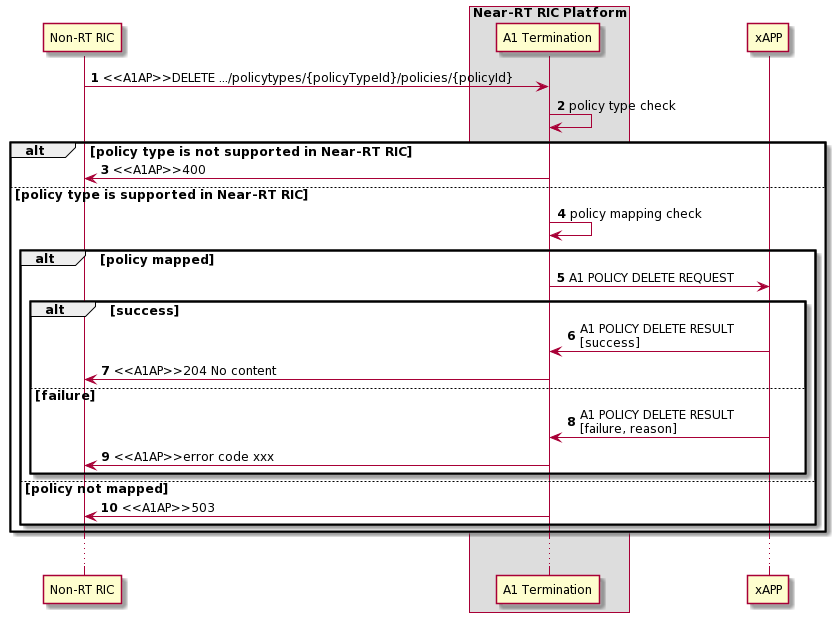 Near-RT RIC Platform
Non-RT RIC
A1 Termination
xAPP
1 <<A1AP>>DELETE .../policytypes/{policyTypeId}/policies/{policyId}
2 policy type check
alt [policy type is not supported in Near-RT RIC]
3 <<A1AP>>400
[policy type is supported in Near-RT RIC]
4 policy mapping check
alt [policy mapped]
5 A1 POLICY DELETE REQUEST
alt [success]
6 A1 POLICY DELETE RESULT
[success]
7 <<A1AP>>204 No content
[failure]
8 A1 POLICY DELETE RESULT
[failure, reason]
9 <<A1AP>>error code xxx
[policy not mapped]
10 <<A1AP>>503
Non-RT RIC
A1 Termination
xAPP